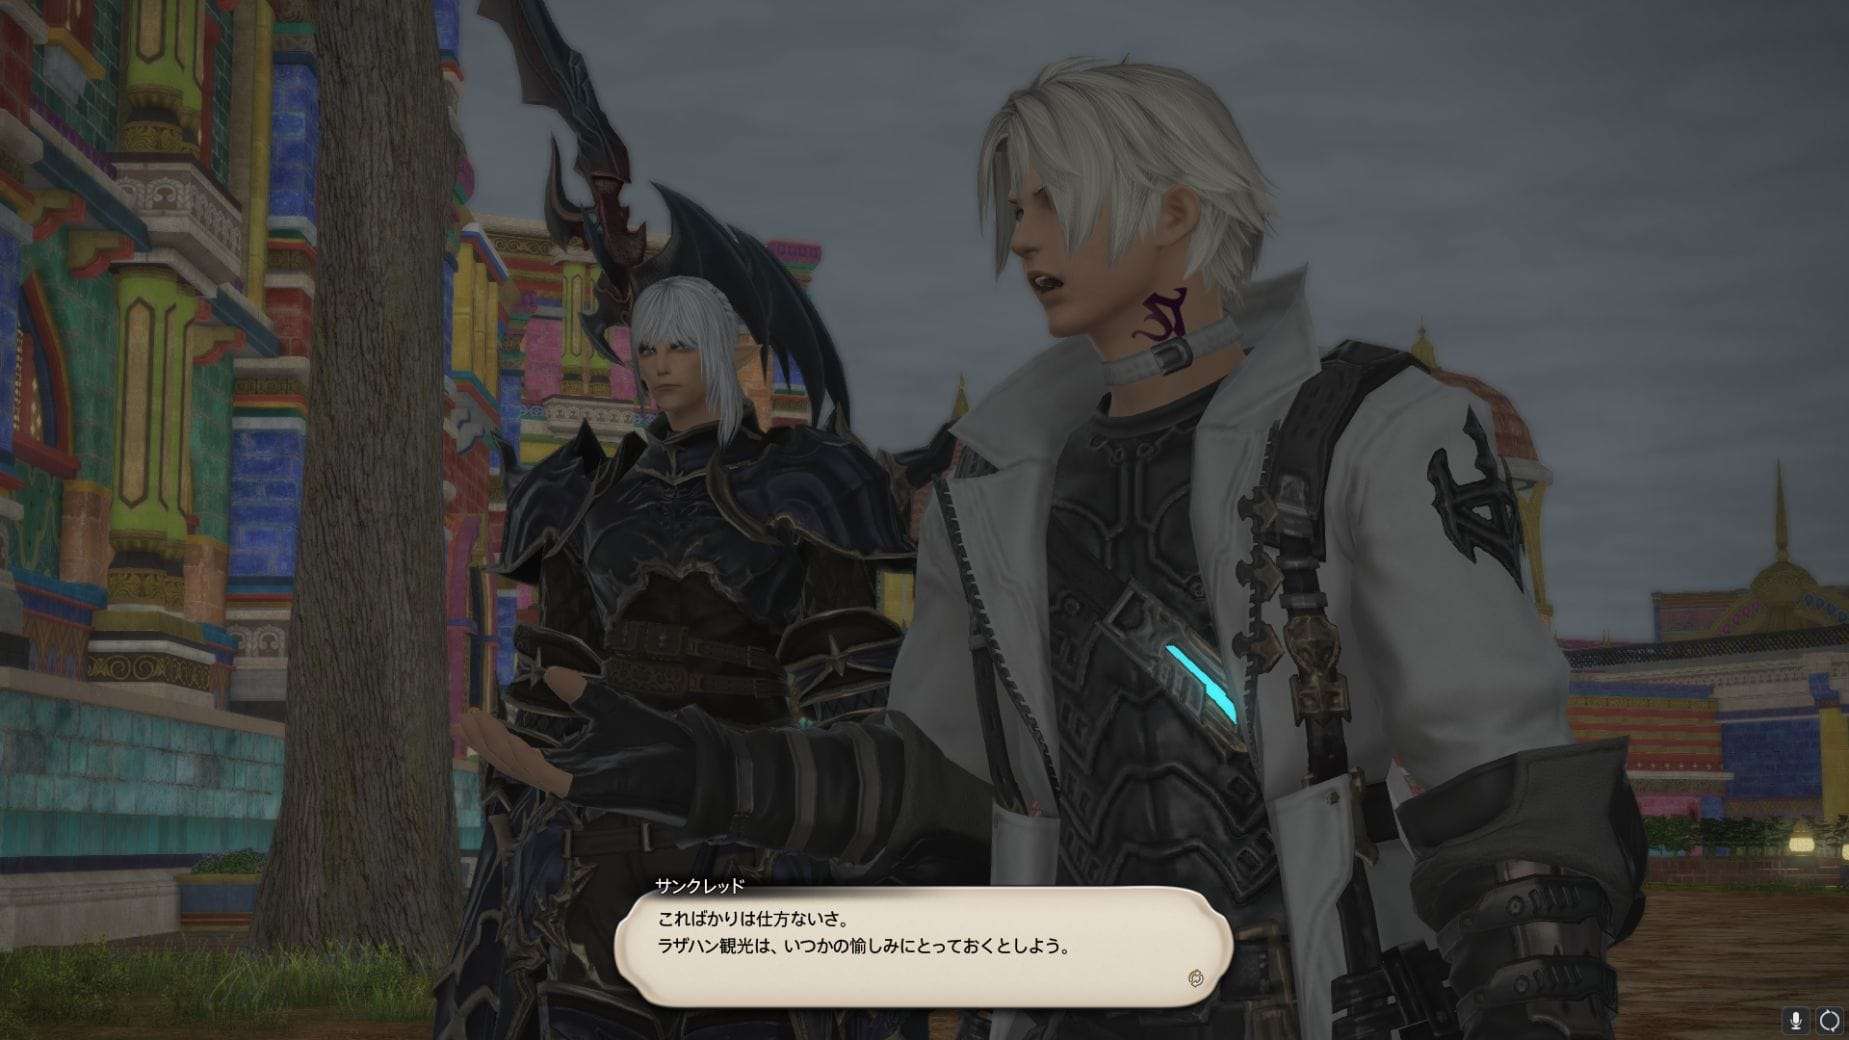 サンクレッド
こればかりは仕方ないさ。
ラザハン観光は、いつかの愉しみにとっておくとしよう。